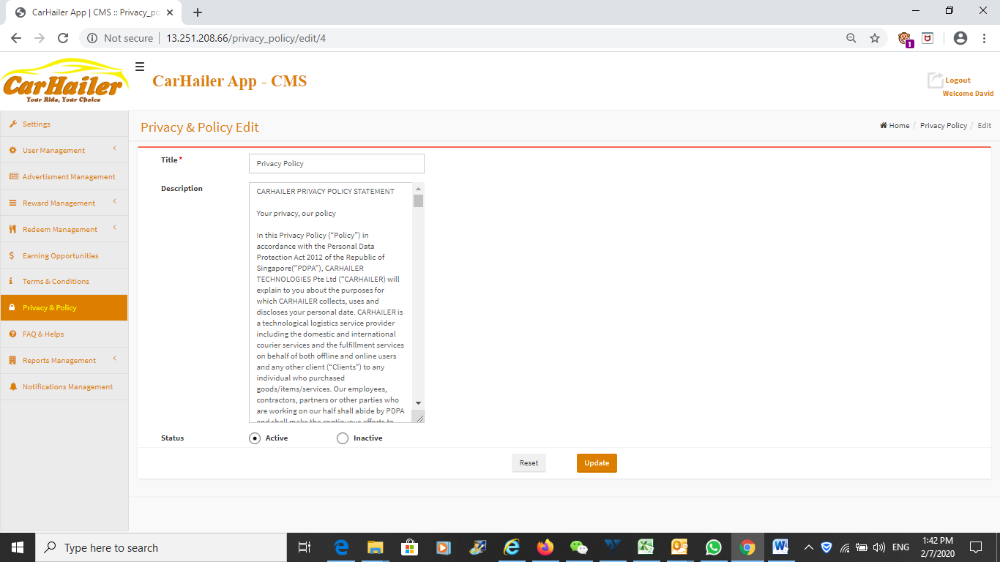 CarHailer App | CMS :: Privacy_po
Not secure
13.251.208.66/privacy_policy/edit/4
1
CarHailer
Your Ride, Your Choice
CarHailer App - CMS
Logout
Welcome David
Settings
User Management
Advertisment Management
Reward Management
Redeem Management
Earning Opportunities
Terms & Conditions
Privacy & Policy
FAQ & Helps
Reports Management
Notifications Management
Privacy & Policy Edit
Home / Privacy Policy / Edit
Title *
Privacy Policy
Description
CARHAILER PRIVACY POLICY STATEMENT
Your privacy, our policy
In this Privacy Policy (“Policy”) in
accordance with the Personal Data
Protection Act 2012 of the Republic of
Singapore(”PDPA”), CARHAILER
TECHNOLOGIES Pte Ltd (“CARHAILER) will
explain to you about the purposes for
which CARHAILER collects, uses and
discloses your personal date. CARHAILER is
a technological logistics service provider
including the domestic and international
courier services and the fulfillment services
on behalf of both offline and online users
and any other client (“Clients”) to any
individual who purchased
goods/items/services. Our employees,
contractors, partners or other parties who
are working on our half shall abide by PDPA
and shall make the continuous efforts to
Status
Active
Inactive
Reset
Update
Type here to search
ENG
1:42 PM
2/7/2020